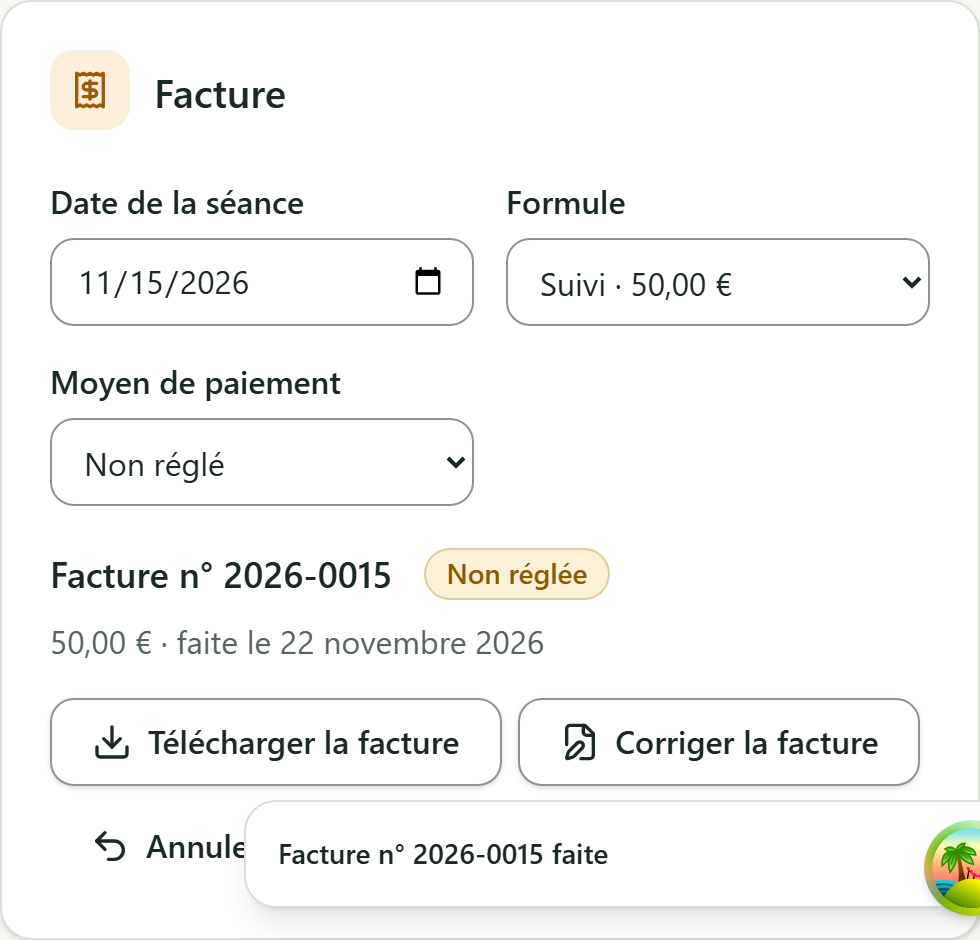 Facture
Date de la séance
Formule
11/15/2026
Suivi · 50,00 €
Moyen de paiement
Non réglé
Facture n° 2026-0015
Non réglée
50,00 € · faite le 22 novembre 2026
Télécharger la facture
Corriger la facture
Annule
Facture n° 2026-0015 faite